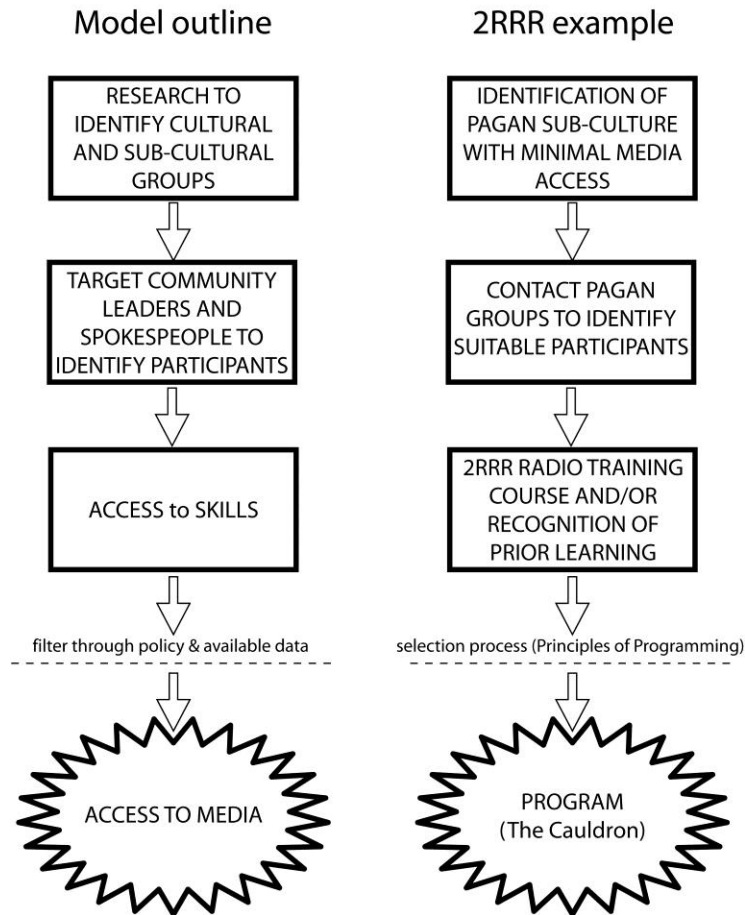 Model outline
RESEARCH TO
IDENTIFY CULTURAL
AND SUB-CULTURAL
GROUPS
TARGET COMMUNITY
LEADERS AND
SPOKESPEOPLE TO
IDENTIFY PARTICIPANTS
ACCESS to SKILLS
filter through policy & available data
ACCESS TO MEDIA
2RRR example
IDENTIFICATION OF
PAGAN SUB-CULTURE
WITH MINIMAL MEDIA
ACCESS
CONTACT PAGAN
GROUPS TO IDENTIFY
SUITABLE PARTICIPANTS
2RRR RADIO TRAINING
COURSE AND/OR
RECOGNITION OF
PRIOR LEARNING
selection process (Principles of Programming)
PROGRAM
(The Cauldron)